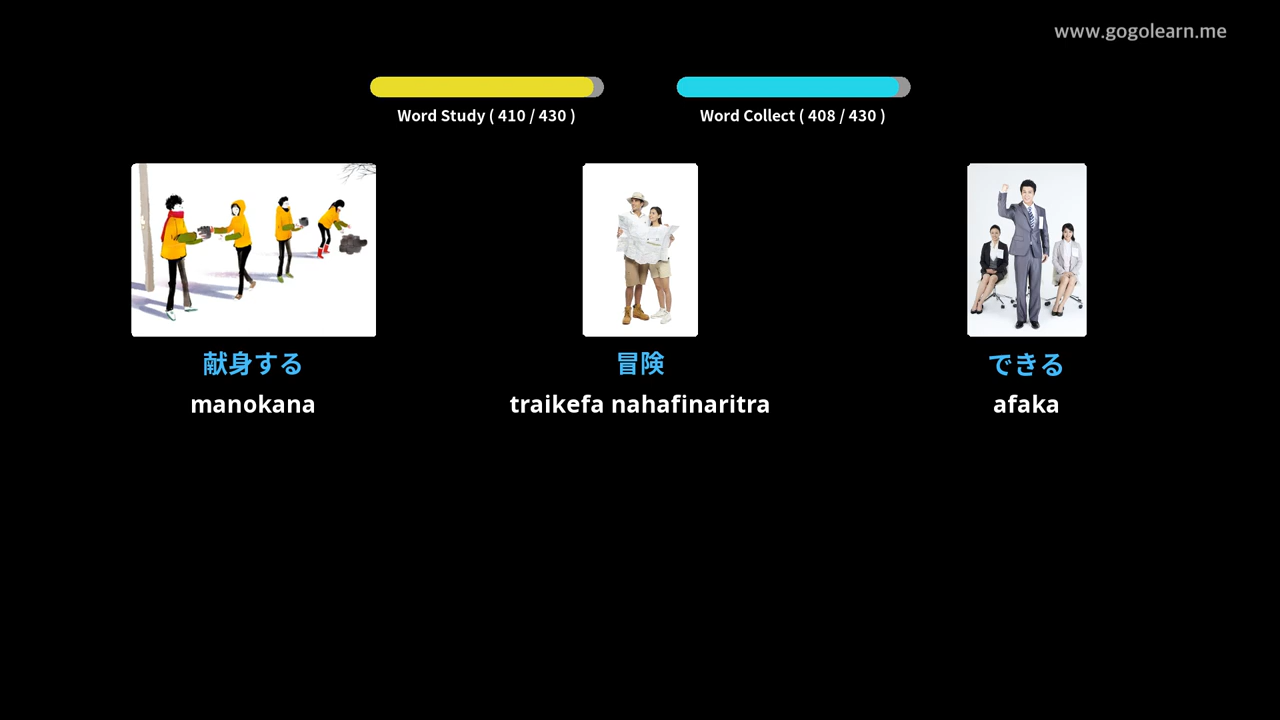 www.gogolearn.me
Word Study ( 410 / 430 )
Word Collect ( 408 / 430 )
献身する
manokana
冒険
traikefa nahafinaritra
できる
afaka